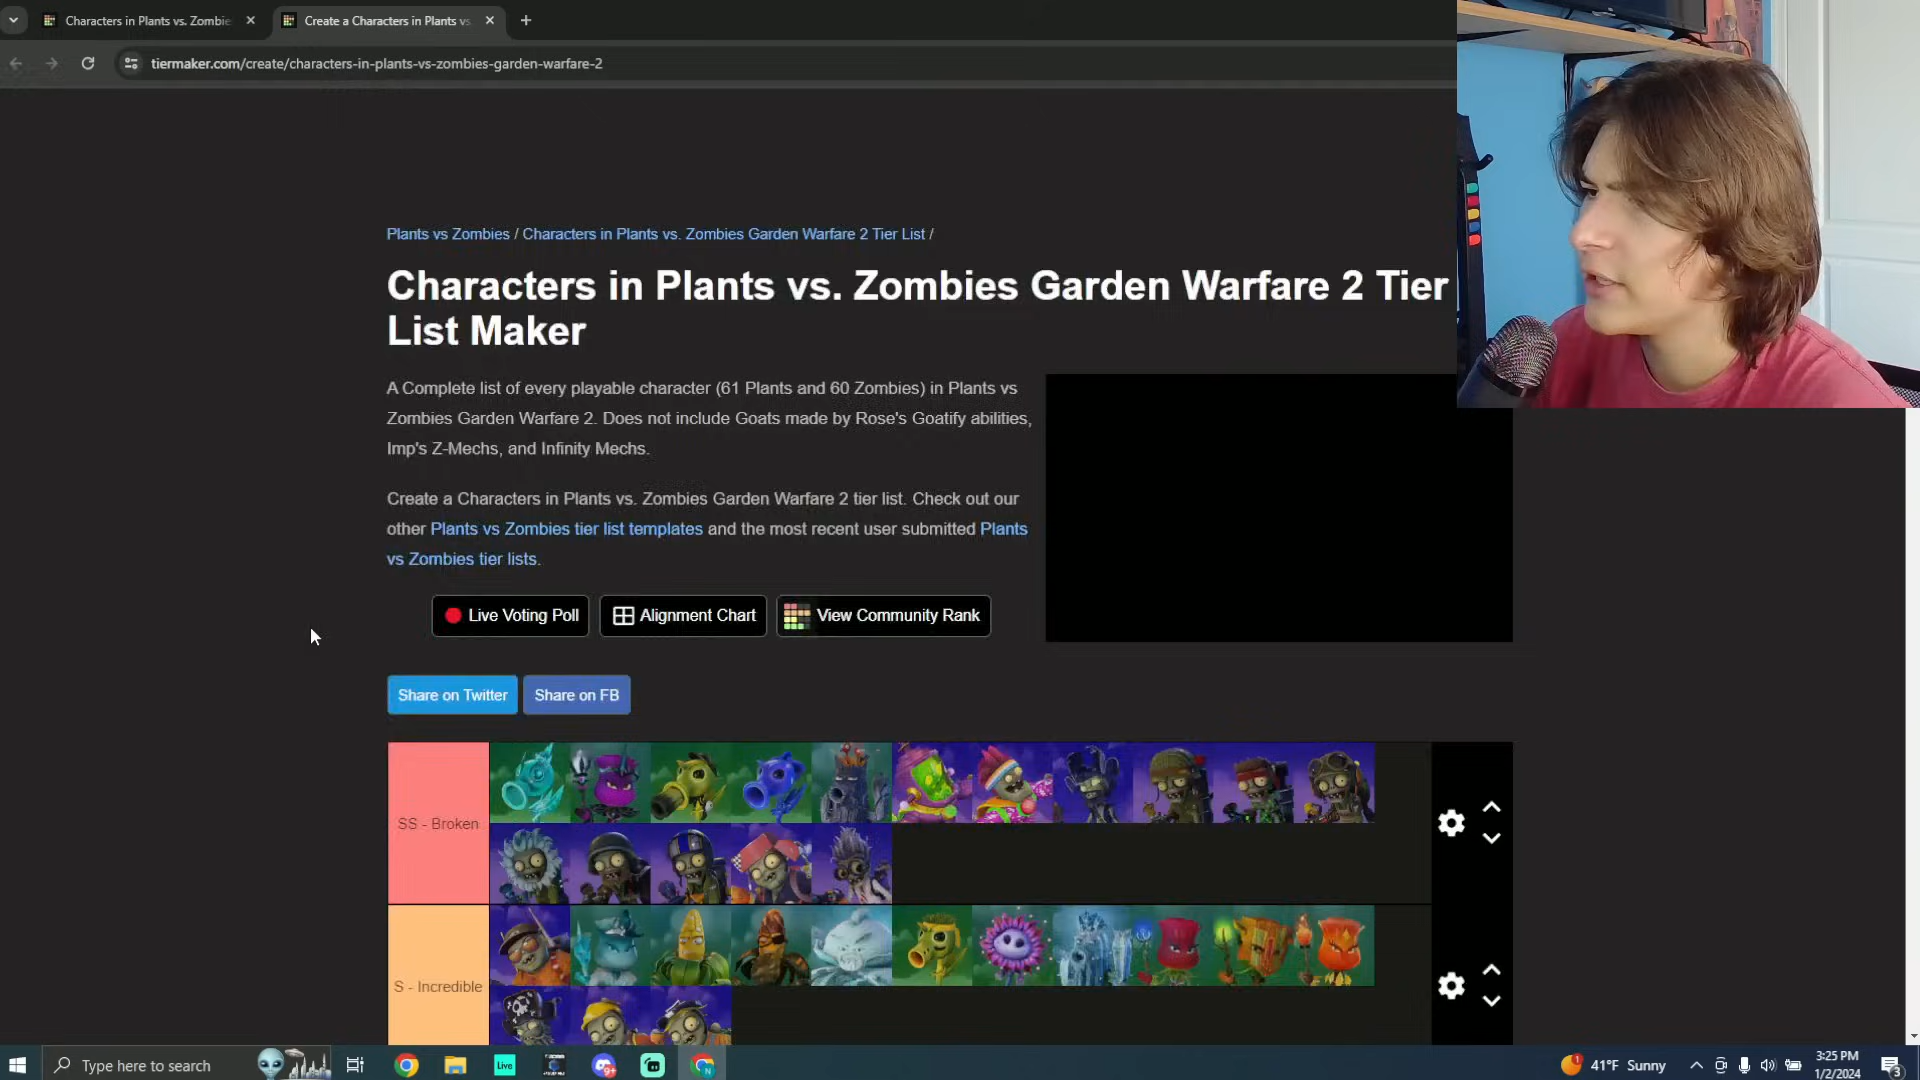 Characters in Plants vs. Zombie
Create a Characters in Plants vs
tiermaker.com/create/characters-in-plants-vs-zombies-garden-warfare-2
Plants vs Zombies / Characters in Plants vs. Zombies Garden Warfare 2 Tier List /
Characters in Plants vs. Zombies Garden Warfare 2 Tier
List Maker
A Complete list of every playable character (61 Plants and 60 Zombies) in Plants vs
Zombies Garden Warfare 2. Does not include Goats made by Rose's Goatify abilities,
Imp's Z-Mechs, and Infinity Mechs.
Create a Characters in Plants vs. Zombies Garden Warfare 2 tier list. Check out our
other Plants vs Zombies tier list templates and the most recent user submitted Plants
vs Zombies tier lists.
Live Voting Poll
Alignment Chart
View Community Rank
Share on Twitter
Share on FB
SS - Broken
S - Incredible
Type here to search
Live
9+
N
1
41°F Sunny
3:25 PM
1/2/2024
3